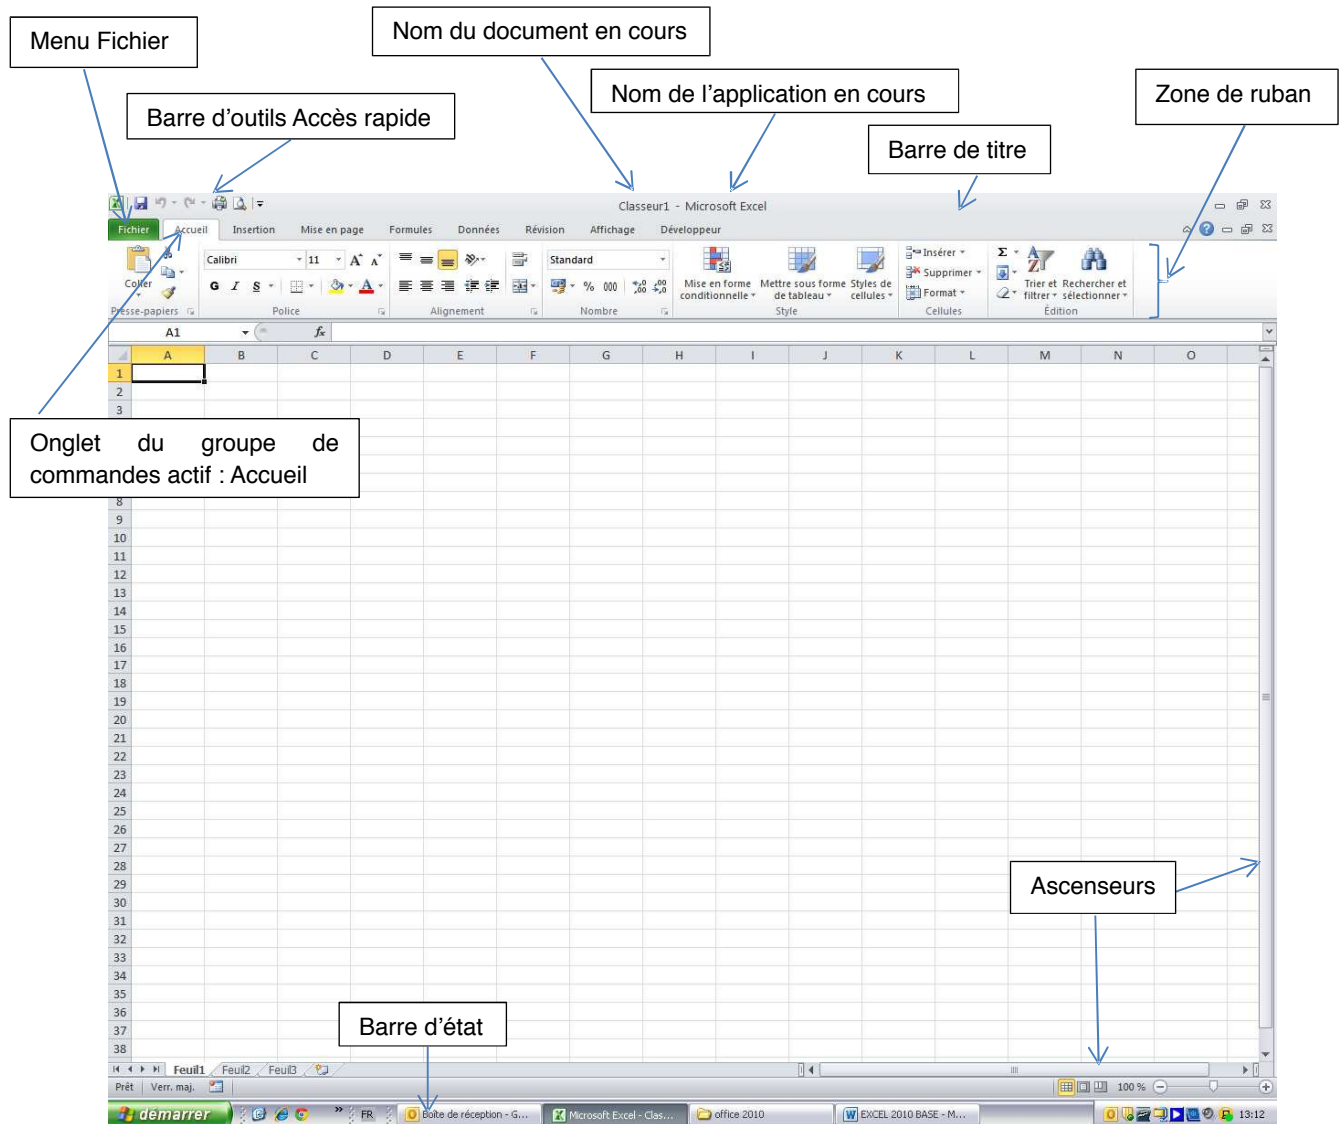 Menu Fichier
Nom du document en cours
Nom de l'application en cours
Zone de ruban
Barre d'outils Accès rapide
Barre de titre
Classeur1 - Microsoft Excel
Fichier Accueil Insertion Mise en page Formules Données Révision Affichage Développeur
Calibri 11 A A Standard Insérer Σ
Supprimer
Coller G I S A % 000 Mise en forme Mettre sous forme Styles de Format Trier et Rechercher et
conditionnelle de tableau cellules filtrer sélectionner
Presse-papiers Police Alignement Nombre Style Cellules Édition
A1 fx
A B C D E F G H I J K L M N O
1
2
3
Onglet du groupe de
commandes actif : Accueil
8
9
10
11
12
13
14
15
16
17
18
19
20
21
22
23
24
25
26
27
28
29
Ascenseurs
30
31
32
33
34
35
36
37
Barre d'état
38
Feuil1 Feuil2 Feuil3
Prêt Verr. maj. 100 %
démarrer » FR Boîte de réception - G... Microsoft Excel - Clas... office 2010 EXCEL 2010 BASE - M... 13:12